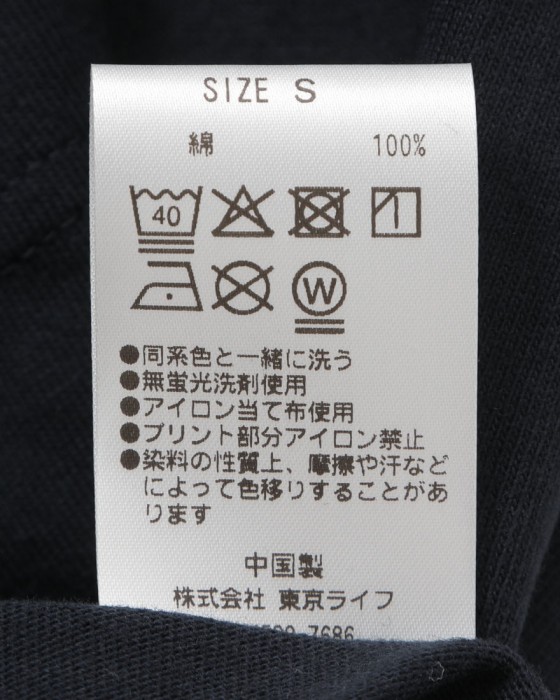 SIZE S
綿 100%
40
W
●同系色と一緒に洗う
●無蛍光洗剤使用
●アイロン当て布使用
●プリント部分アイロン禁止
●染料の性質上、摩擦や汗など
によって色移りすることがあ
ります
中国製
株式会社 東京ライフ